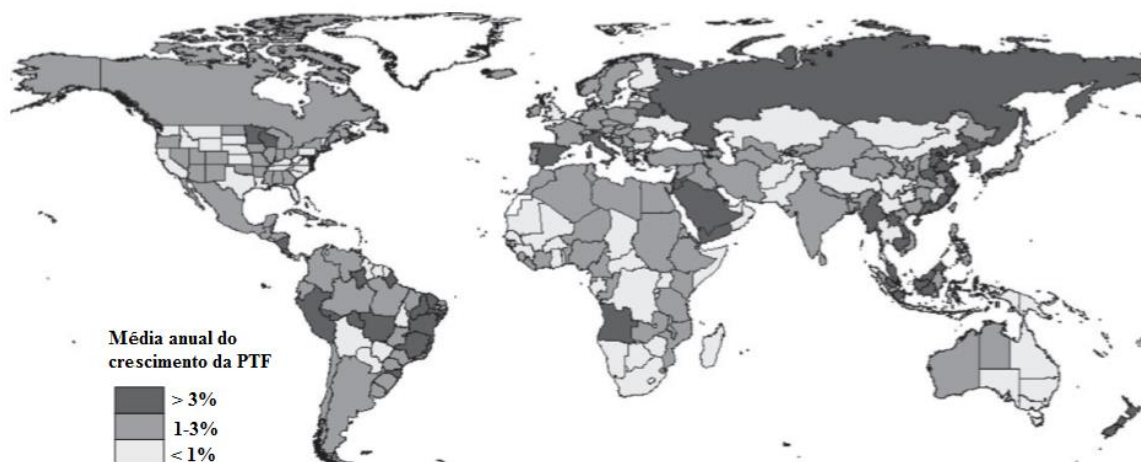 Média anual do
crescimento da PTF
> 3%
1-3%
< 1%